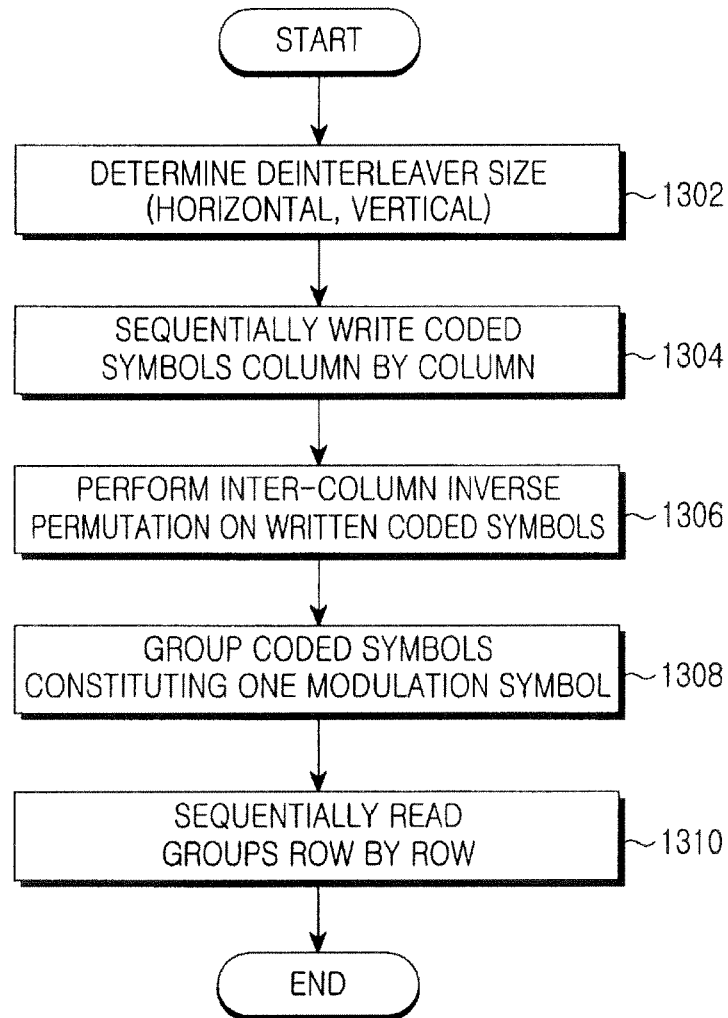 START
DETERMINE DEINTERLEAVER SIZE
(HORIZONTAL, VERTICAL)
1302
SEQUENTIALLY WRITE CODED
SYMBOLS COLUMN BY COLUMN
1304
PERFORM INTER-COLUMN INVERSE
PERMUTATION ON WRITTEN CODED SYMBOLS
1306
GROUP CODED SYMBOLS
CONSTITUTING ONE MODULATION SYMBOL
1308
SEQUENTIALLY READ
GROUPS ROW BY ROW
1310
END